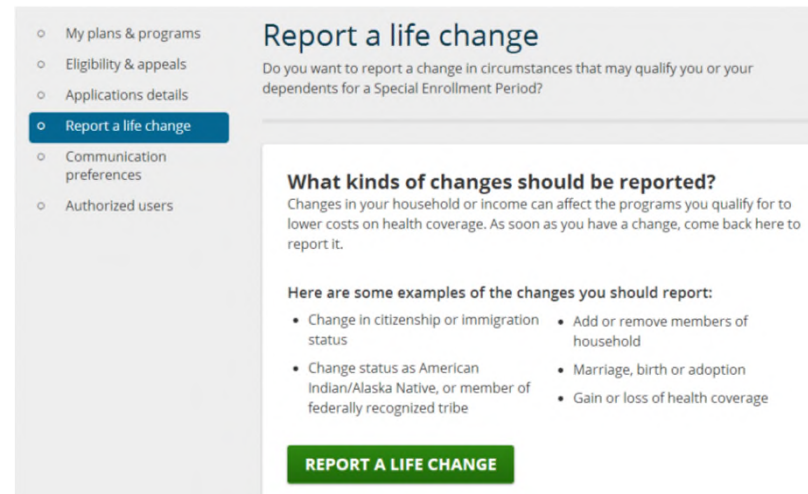 My plans & programs
Eligibility & appeals
Applications details
Report a life change
Communication
preferences
Authorized users
Report a life change
Do you want to report a change in circumstances that may qualify you or your
dependents for a Special Enrollment Period?
What kinds of changes should be reported?
Changes in your household or income can affect the programs you qualify for to
lower costs on health coverage. As soon as you have a change, come back here to
report it.
Here are some examples of the changes you should report:
• Change in citizenship or immigration
status
• Change status as American
Indian/Alaska Native, or member of
federally recognized tribe
• Add or remove members of
household
• Marriage, birth or adoption
• Gain or loss of health coverage
REPORT A LIFE CHANGE